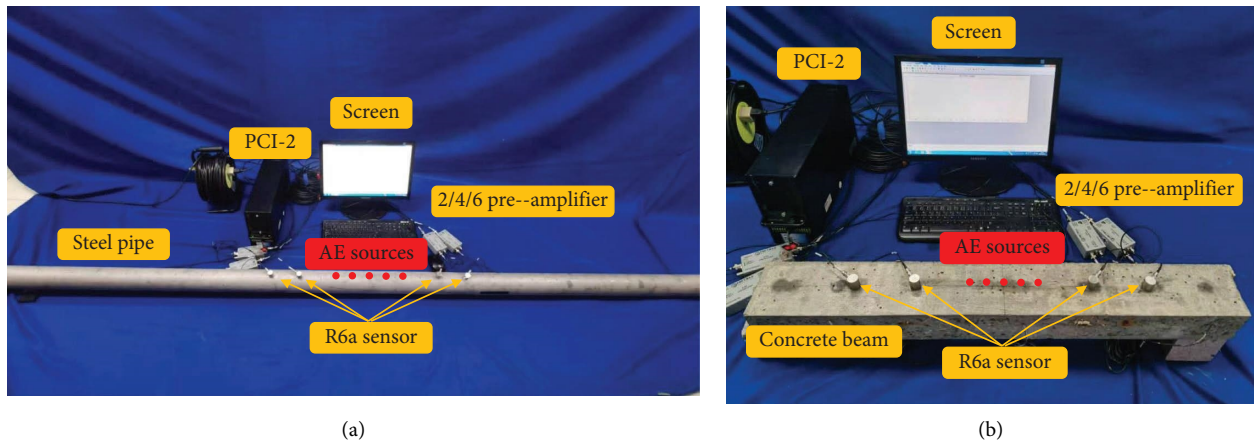 Screen
PCI-2
2/4/6 pre--amplifier
Steel pipe
AE sources
R6a sensor
(a)
Screen
PCI-2
2/4/6 pre--amplifier
AE sources
Concrete beam
R6a sensor
(b)